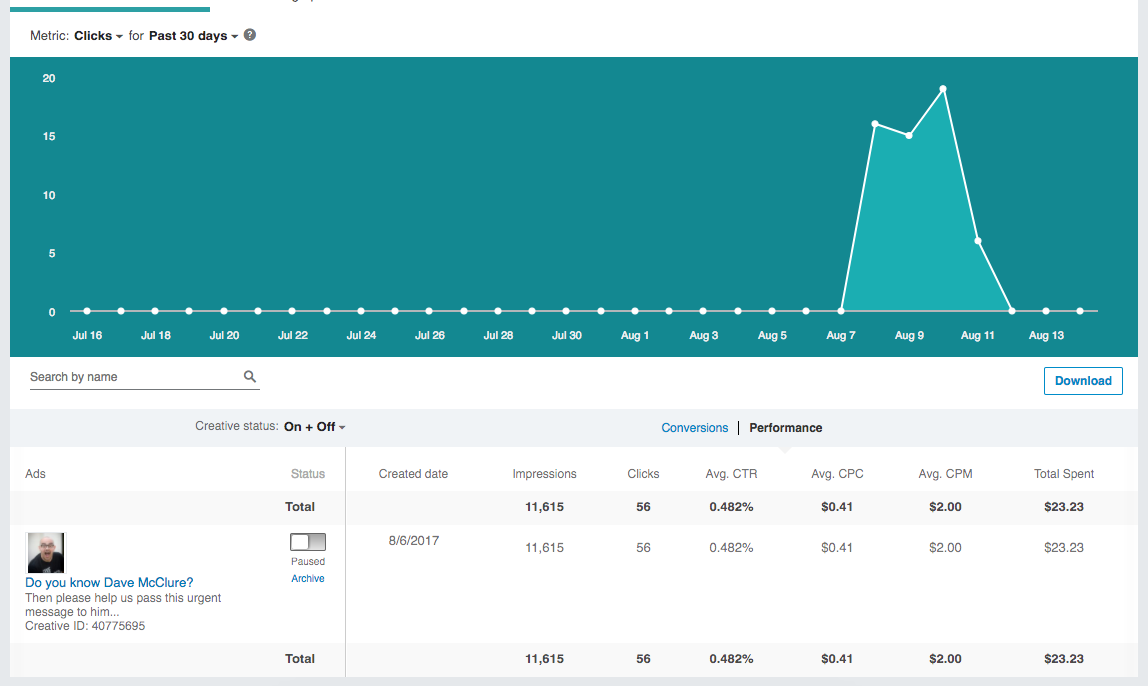 Metric: Clicks for Past 30 days ?
20
15
10
5
0
Jul 16 Jul 18 Jul 20 Jul 22 Jul 24 Jul 26 Jul 28 Jul 30 Aug 1 Aug 3 Aug 5 Aug 7 Aug 9 Aug 11 Aug 13
Search by name
Download
Creative status: On + Off
Conversions | Performance
Ads Status Created date Impressions Clicks Avg. CTR Avg. CPC Avg. CPM Total Spent
Total 11,615 56 0.482% $0.41 $2.00 $23.23
8/6/2017 11,615 56 0.482% $0.41 $2.00 $23.23
Paused
Archive
Do you know Dave McClure?
Then please help us pass this urgent
message to him...
Creative ID: 40775695
Total 11,615 56 0.482% $0.41 $2.00 $23.23